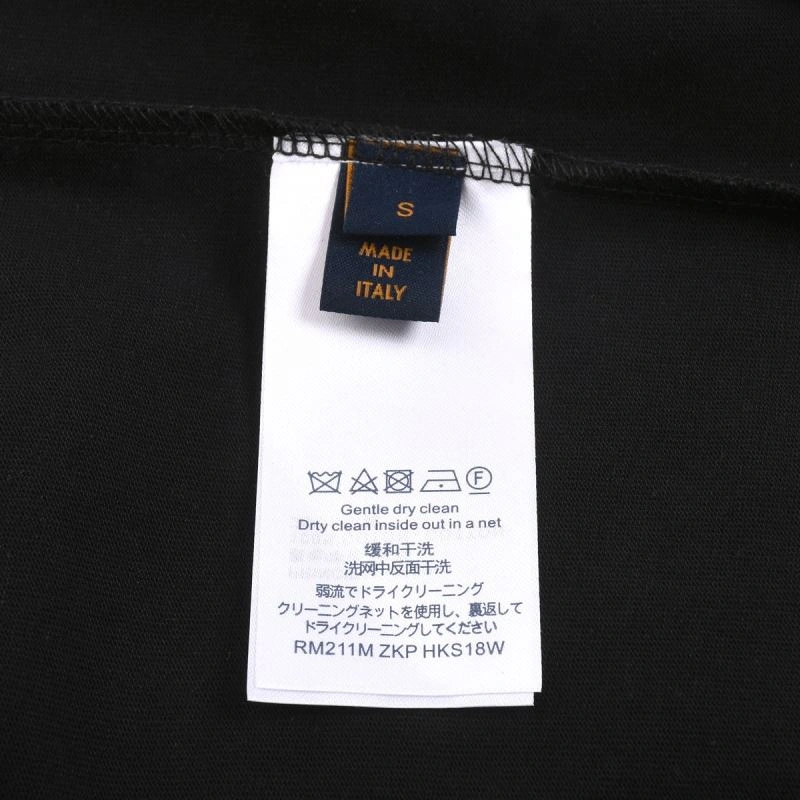 S
MADE
IN
ITALY
F
Gentle dry clean
Drty clean inside out in a net
缓和干洗
洗网中反面干洗
弱流でドライクリーニング
クリーニングネットを使用し、裏返して
ドライクリーニングしてください
RM211M ZKP HKS18W